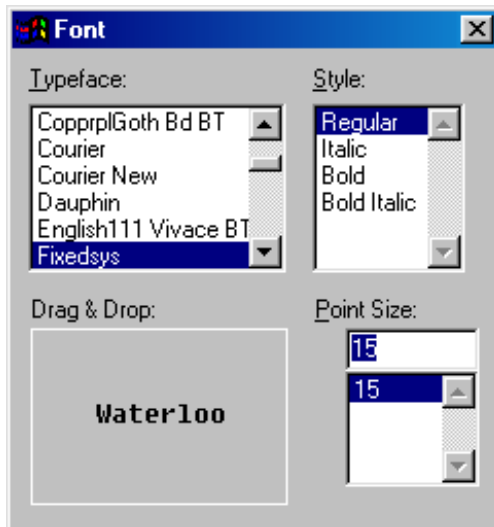 Font
Typeface:
CopprplGoth Bd BT
Courier
Courier New
Dauphin
English111 Vivace BT
Fixedsys
Style:
Regular
Italic
Bold
Bold Italic
Drag & Drop:
Waterloo
Point Size:
15
15